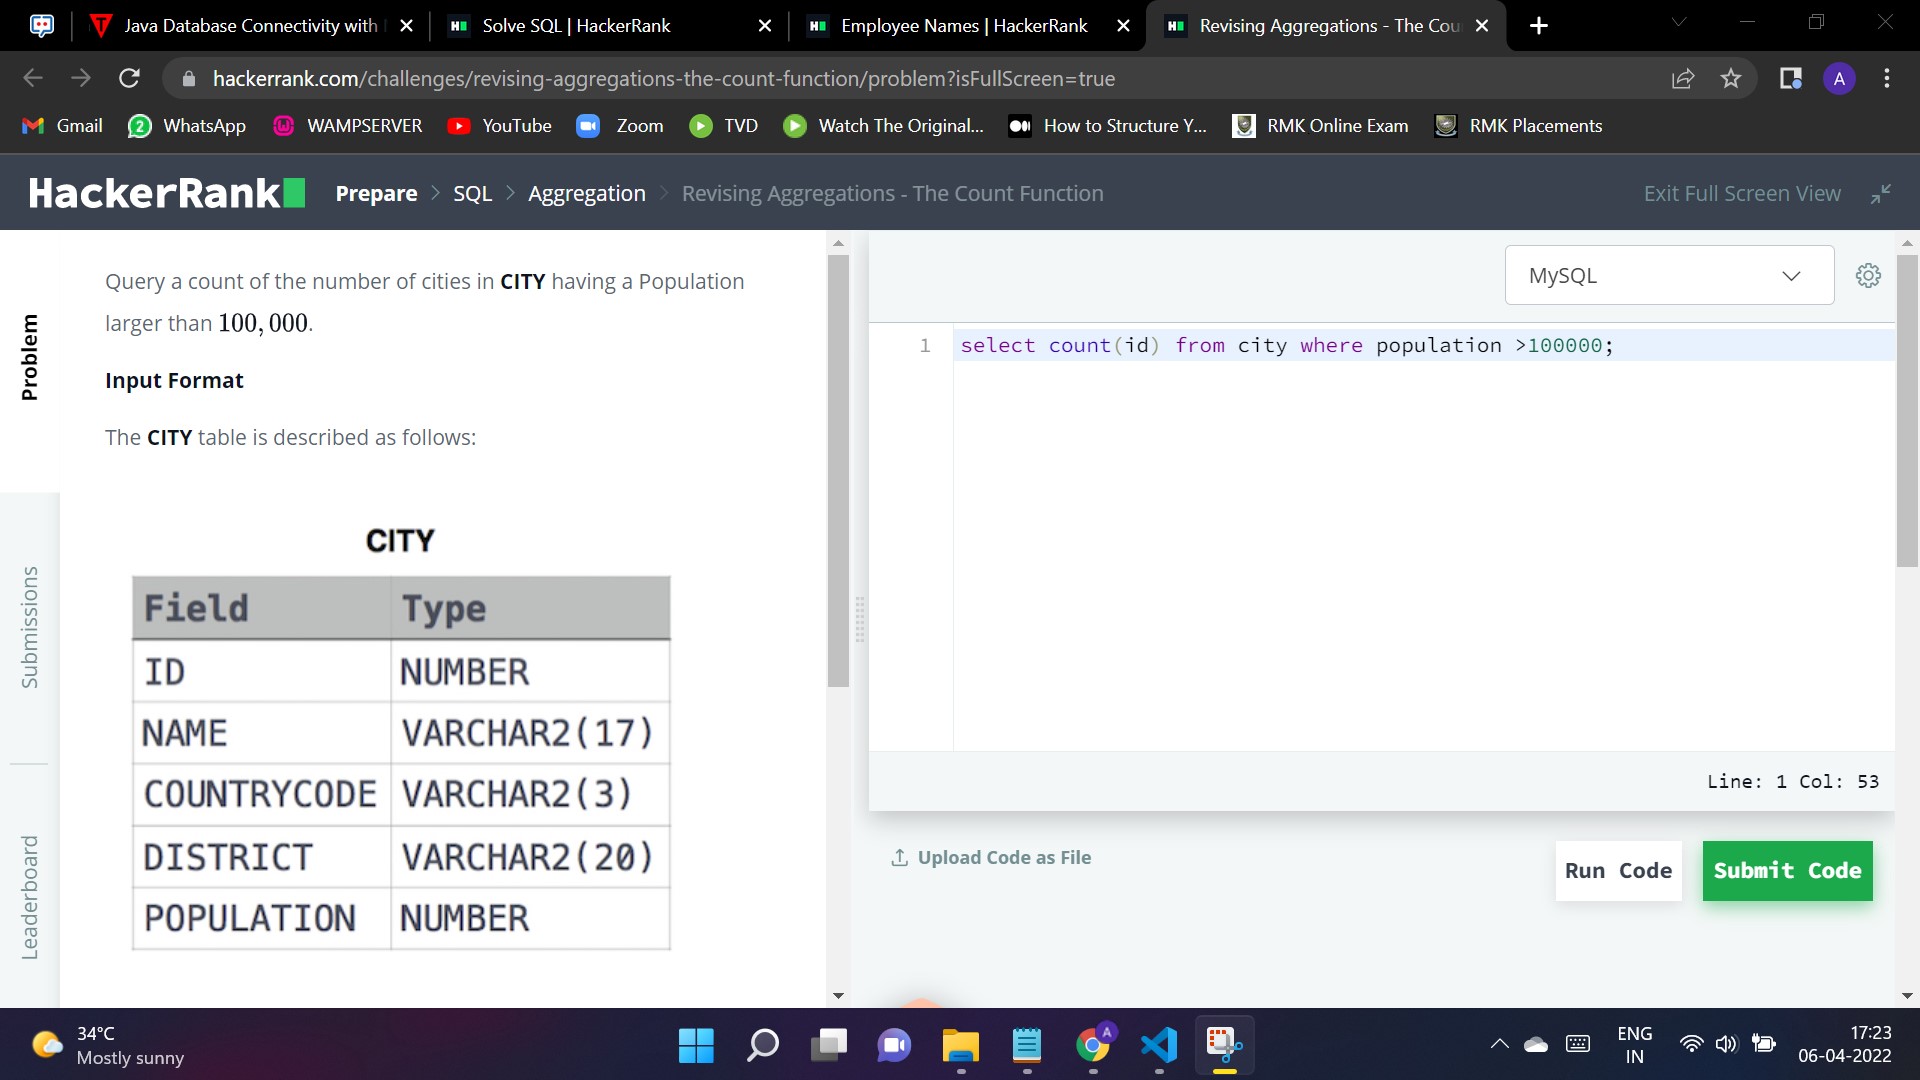 Java Database Connectivity with
Solve SQL | HackerRank
Employee Names | HackerRank
Revising Aggregations - The Cou
hackerrank.com/challenges/revising-aggregations-the-count-function/problem?isFullScreen=true
A
Gmail
2 WhatsApp
WAMPSERVER
YouTube
Zoom
TVD
Watch The Original...
How to Structure Y...
RMK Online Exam
RMK Placements
HackerRank
Prepare > SQL > Aggregation > Revising Aggregations - The Count Function
Exit Full Screen View
Problem
Submissions
Leaderboard
Query a count of the number of cities in CITY having a Population
larger than 100,000.
Input Format
The CITY table is described as follows:
CITY
Field Type
ID NUMBER
NAME VARCHAR2(17)
COUNTRYCODE VARCHAR2(3)
DISTRICT VARCHAR2(20)
POPULATION NUMBER
MySQL
1 select count(id) from city where population >100000;
Line: 1 Col: 53
Upload Code as File
Run Code
Submit Code
34°C
Mostly sunny
A
ENG
IN
17:23
06-04-2022